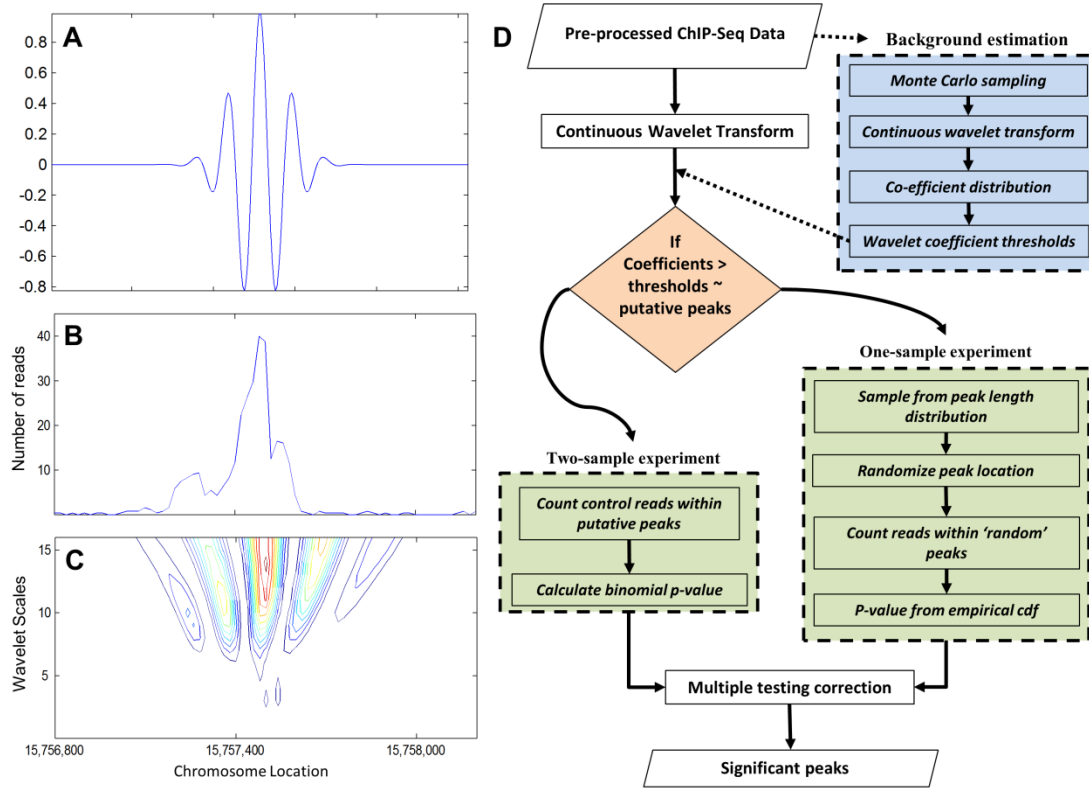 A
0.8
0.6
0.4
0.2
0
-0.2
-0.4
-0.6
-0.8
B
Number of reads
40
30
20
10
C
Wavelet Scales
15
10
5
15,756,800
15,757,400
15,758,000
Chromosome Location
D
Pre-processed ChIP-Seq Data
Continuous Wavelet Transform
If
Coefficients >
thresholds ~
putative peaks
Background estimation
Monte Carlo sampling
Continuous wavelet transform
Co-efficient distribution
Wavelet coefficient thresholds
Two-sample experiment
Count control reads within
putative peaks
Calculate binomial p-value
One-sample experiment
Sample from peak length
distribution
Randomize peak location
Count reads within ‘random’
peaks
P-value from empirical cdf
Multiple testing correction
Significant peaks